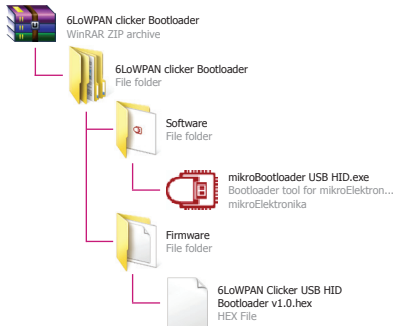 6LoWPAN clicker Bootloader
WinRAR ZIP archive
6LoWPAN clicker Bootloader
File folder
Software
File folder
mikroBootloader USB HID.exe
Bootloader tool for mikroElektron...
mikroElektronika
Firmware
File folder
6LoWPAN Clicker USB HID
Bootloader v1.0.hex
HEX File